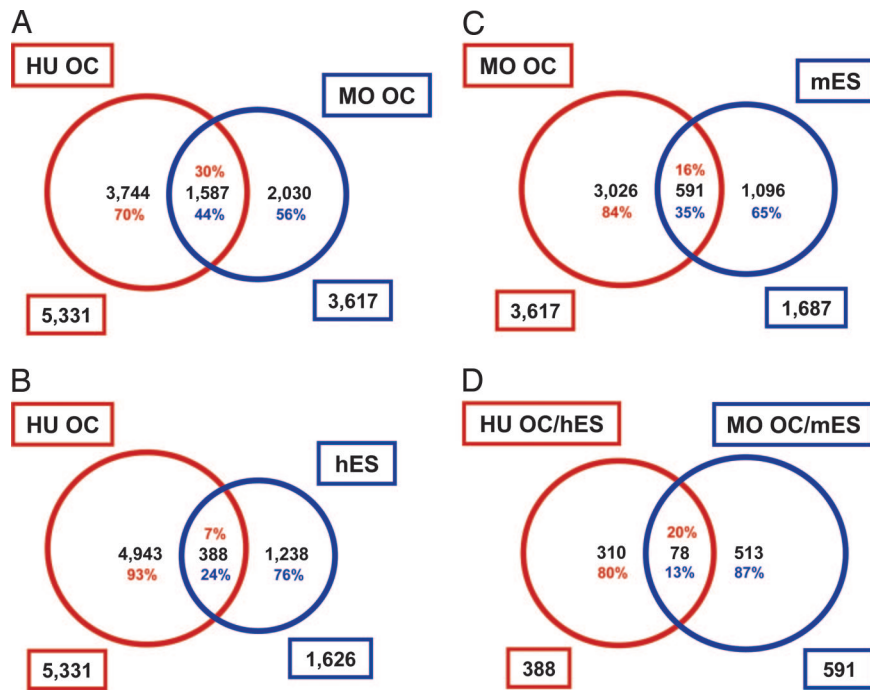 A
HU OC
MO OC
30%
3,744 1,587 2,030
70% 44% 56%
5,331
3,617
B
HU OC
hES
7%
4,943 388 1,238
93% 24% 76%
5,331
1,626
C
MO OC
mES
16%
3,026 591 1,096
84% 35% 65%
3,617
1,687
D
HU OC/hES
MO OC/mES
20%
310 78 513
80% 13% 87%
388
591